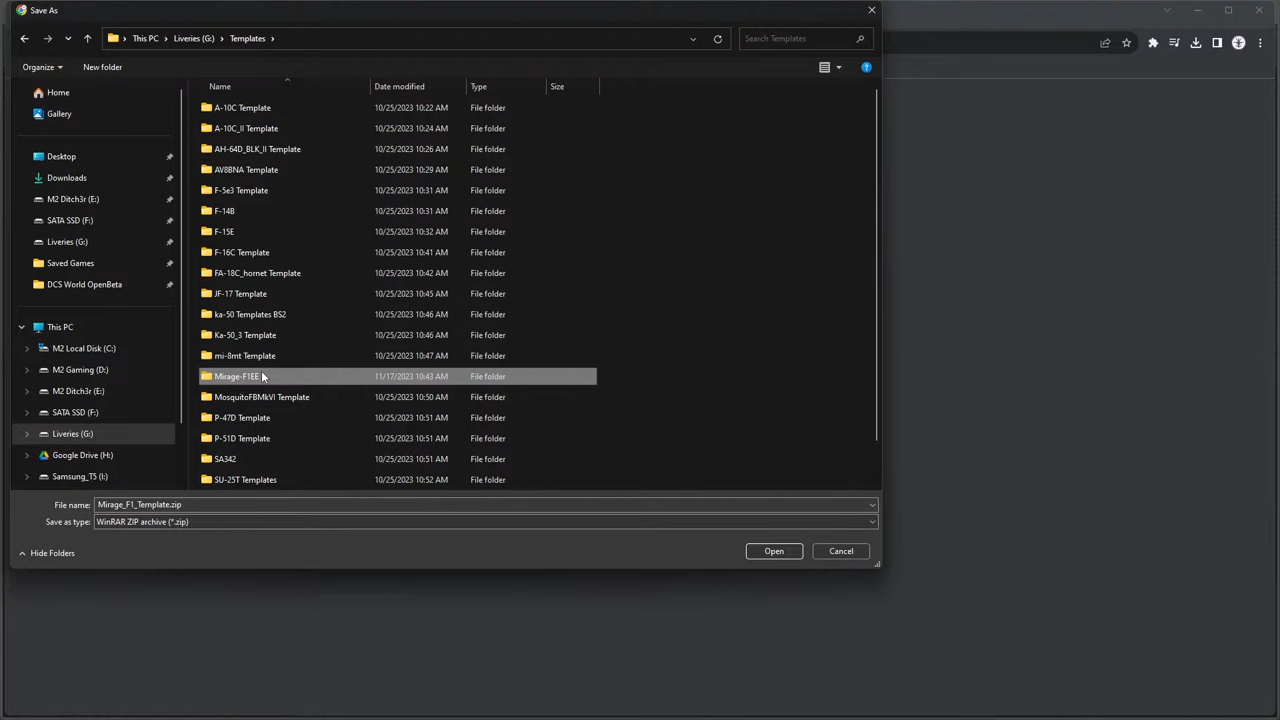 Save As
This PC
Liveries (G:)
Templates
Search Templates
Organize
New folder
Name
Date modified
Type
Size
Home
Gallery
Desktop
Downloads
M2 Ditch3r (E:)
SATA SSD (F:)
Liveries (G:)
Saved Games
DCS World OpenBeta
This PC
M2 Local Disk (C:)
M2 Gaming (D:)
M2 Ditch3r (E:)
SATA SSD (F:)
Liveries (G:)
Google Drive (H:)
Samsung_T5 (I:)
A-10C Template 10/25/2023 10:22 AM File folder
A-10C_II Template 10/25/2023 10:24 AM File folder
AH-64D_BLK_II Template 10/25/2023 10:26 AM File folder
AV8BNA Template 10/25/2023 10:29 AM File folder
F-5e3 Template 10/25/2023 10:31 AM File folder
F-14B 10/25/2023 10:31 AM File folder
F-15E 10/25/2023 10:32 AM File folder
F-16C Template 10/25/2023 10:41 AM File folder
FA-18C_hornet Template 10/25/2023 10:42 AM File folder
JF-17 Template 10/25/2023 10:45 AM File folder
ka-50 Templates BS2 10/25/2023 10:46 AM File folder
Ka-50_3 Template 10/25/2023 10:46 AM File folder
mi-8mt Template 10/25/2023 10:47 AM File folder
Mirage-F1EE 11/17/2023 10:43 AM File folder
MosquitoFBMkVI Template 10/25/2023 10:50 AM File folder
P-47D Template 10/25/2023 10:51 AM File folder
P-51D Template 10/25/2023 10:51 AM File folder
SA342 10/25/2023 10:51 AM File folder
SU-25T Templates 10/25/2023 10:52 AM File folder
File name: Mirage_F1_Template.zip
Save as type: WinRAR ZIP archive (*.zip)
Hide Folders
Open
Cancel